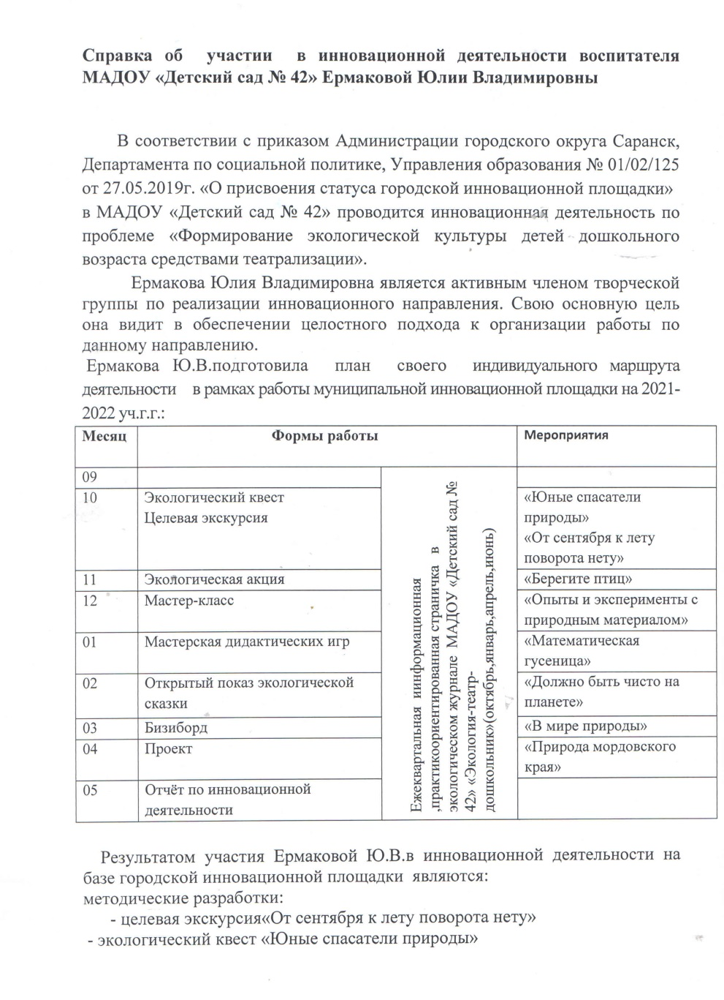 Справка об участии в инновационной деятельности воспитателя
МАДОУ «Детский сад № 42» Ермаковой Юлии Владимировны
В соответствии с приказом Администрации городского округа Саранск,
Департамента по социальной политике, Управления образования № 01/02/125
от 27.05.2019г. «О присвоения статуса городской инновационной площадки»
в МАДОУ «Детский сад № 42» проводится инновационная деятельность по
проблеме «Формирование экологической культуры детей дошкольного
возраста средствами театрализации».
Ермакова Юлия Владимировна является активным членом творческой
группы по реализации инновационного направления. Свою основную цель
она видит в обеспечении целостного подхода к организации работы по
данному направлению.
Ермакова Ю.В.подготовила план своего индивидуального маршрута
деятельности в рамках работы муниципальной инновационной площадки на 2021-
2022 уч.г.г.:
Месяц Формы работы Мероприятия
09
10 Экологический квест «Юные спасатели
Целевая экскурсия природы»
«От сентября к лету
поворота нету»
11 Экологическая акция «Берегите птиц»
12 Мастер-класс «Опыты и эксперименты с
природным материалом»
01 Мастерская дидактических игр «Математическая
гусеница»
02 Открытый показ экологической «Должно быть чисто на
сказки планете»
03 Бизиборд «В мире природы»
04 Проект «Природа мордовского
края»
05 Отчёт по инновационной
деятельности
Ежеквартальная иинформационная
,практикоориентированная страничка в
экологическом журнале МАДОУ «Детский сад №
42» «Экология-театр-
дошкольник»(октябрь,январь,апрель,июнь)
Результатом участия Ермаковой Ю.В.в инновационной деятельности на
базе городской инновационной площадки являются:
методические разработки:
- целевая экскурсия«От сентября к лету поворота нету»
- экологический квест «Юные спасатели природы»